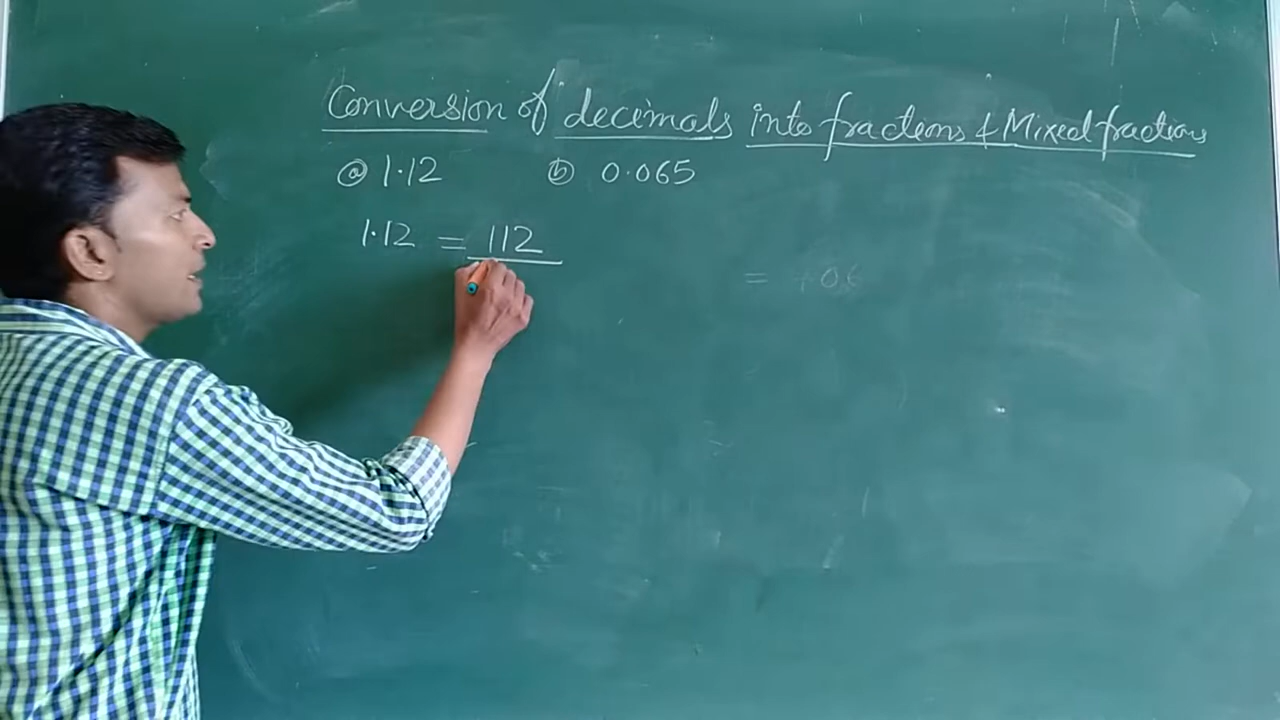 Conversion of decimals into fractions & Mixed fractions
ⓐ 1.12 ⓑ 0.065
1.12 = 112
=